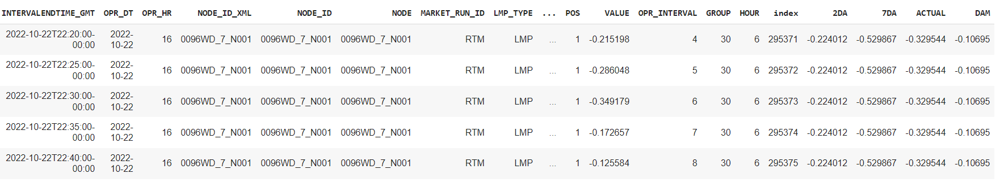 INTERVALENDTIME_GMT OPR_DT OPR_HR NODE_ID_XML NODE_ID NODE MARKET_RUN_ID LMP_TYPE ... POS VALUE OPR_INTERVAL GROUP HOUR index 2DA 7DA ACTUAL DAM
2022-10-22T22:20:00- 2022-
00:00 10-22 16 0096WD_7_N001 0096WD_7_N001 0096WD_7_N001 RTM LMP ... 1 -0.215198 4 30 6 295371 -0.224012 -0.529867 -0.329544 -0.10695
2022-10-22T22:25:00- 2022-
00:00 10-22 16 0096WD_7_N001 0096WD_7_N001 0096WD_7_N001 RTM LMP ... 1 -0.286048 5 30 6 295372 -0.224012 -0.529867 -0.329544 -0.10695
2022-10-22T22:30:00- 2022-
00:00 10-22 16 0096WD_7_N001 0096WD_7_N001 0096WD_7_N001 RTM LMP ... 1 -0.349179 6 30 6 295373 -0.224012 -0.529867 -0.329544 -0.10695
2022-10-22T22:35:00- 2022-
00:00 10-22 16 0096WD_7_N001 0096WD_7_N001 0096WD_7_N001 RTM LMP ... 1 -0.172657 7 30 6 295374 -0.224012 -0.529867 -0.329544 -0.10695
2022-10-22T22:40:00- 2022-
00:00 10-22 16 0096WD_7_N001 0096WD_7_N001 0096WD_7_N001 RTM LMP ... 1 -0.125584 8 30 6 295375 -0.224012 -0.529867 -0.329544 -0.10695